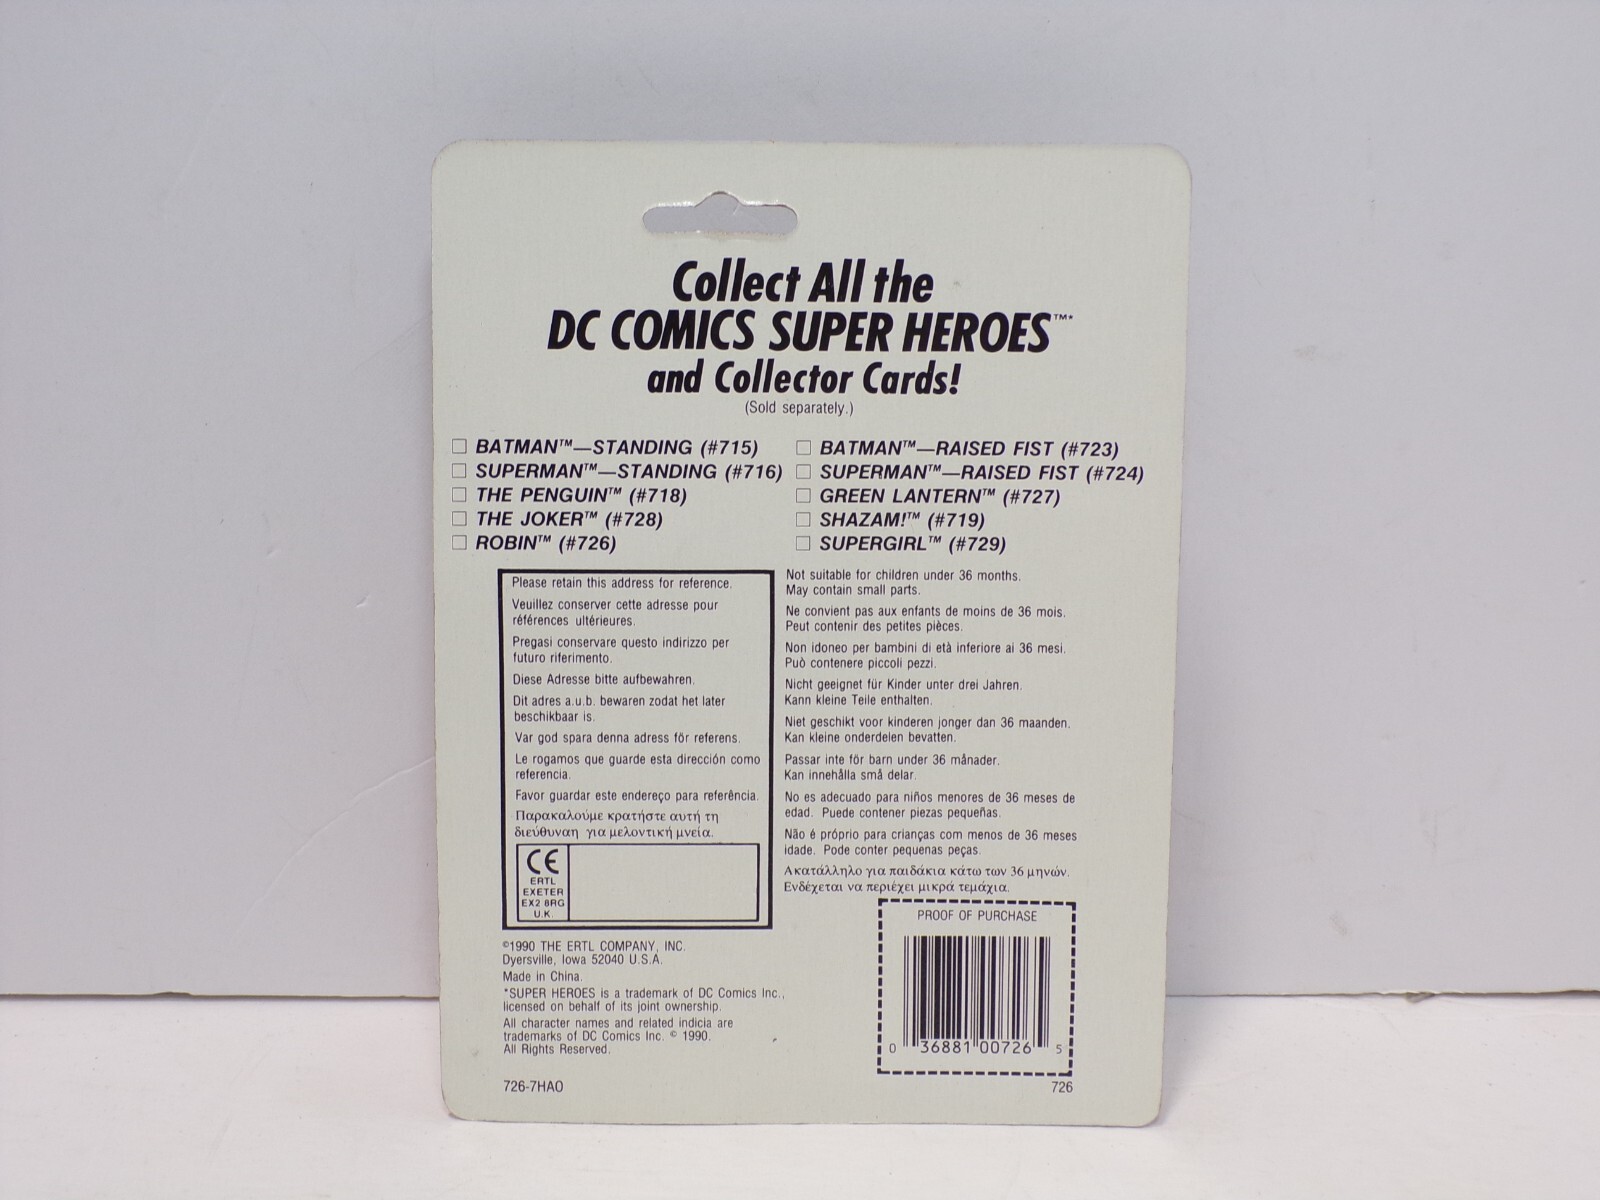 Collect All the
DC COMICS SUPER HEROES™*
and Collector Cards!
(Sold separately.)
BATMAN™—STANDING (#715)
SUPERMAN™—STANDING (#716)
THE PENGUIN™ (#718)
THE JOKER™ (#728)
ROBIN™ (#726)
BATMAN™—RAISED FIST (#723)
SUPERMAN™—RAISED FIST (#724)
GREEN LANTERN™ (#727)
SHAZAM!™ (#719)
SUPERGIRL™ (#729)
Please retain this address for reference.
Veuillez conserver cette adresse pour
références ultérieures.
Pregasi conservare questo indirizzo per
futuro riferimento.
Diese Adresse bitte aufbewahren.
Dit adres a.u.b. bewaren zodat het later
beschikbaar is.
Var god spara denna adress för referens.
Le rogamos que guarde esta dirección como
referencia.
Favor guardar este endereço para referência.
Παρακαλούμε κρατήστε αυτή τη
διεύθυναη για μελοντική μνεία.
CE
ERTL
EXETER
EX2 8RG
U.K.
Not suitable for children under 36 months.
May contain small parts.
Ne convient pas aux enfants de moins de 36 mois.
Peut contenir des petites pièces.
Non idoneo per bambini di età inferiore ai 36 mesi.
Può contenere piccoli pezzi.
Nicht geeignet für Kinder unter drei Jahren.
Kann kleine Teile enthalten.
Niet geschikt voor kinderen jonger dan 36 maanden.
Kan kleine onderdelen bevatten.
Passar inte för barn under 36 månader.
Kan innehålla små delar.
No es adecuado para niños menores de 36 meses de
edad. Puede contener piezas pequeñas.
Não é próprio para crianças com menos de 36 meses
idade. Pode conter pequenas peças.
Ακατάλληλο για παιδάκια κάτω των 36 μηνών.
Ενδέχεται να περιέχει μικρά τεμάχια.
©1990 THE ERTL COMPANY, INC.
Dyersville, Iowa 52040 U.S.A.
Made in China.
*SUPER HEROES is a trademark of DC Comics Inc.,
licensed on behalf of its joint ownership.
All character names and related indicia are
trademarks of DC Comics Inc. © 1990.
All Rights Reserved.
726-7HAO
PROOF OF PURCHASE
0 36881 00726 5
726